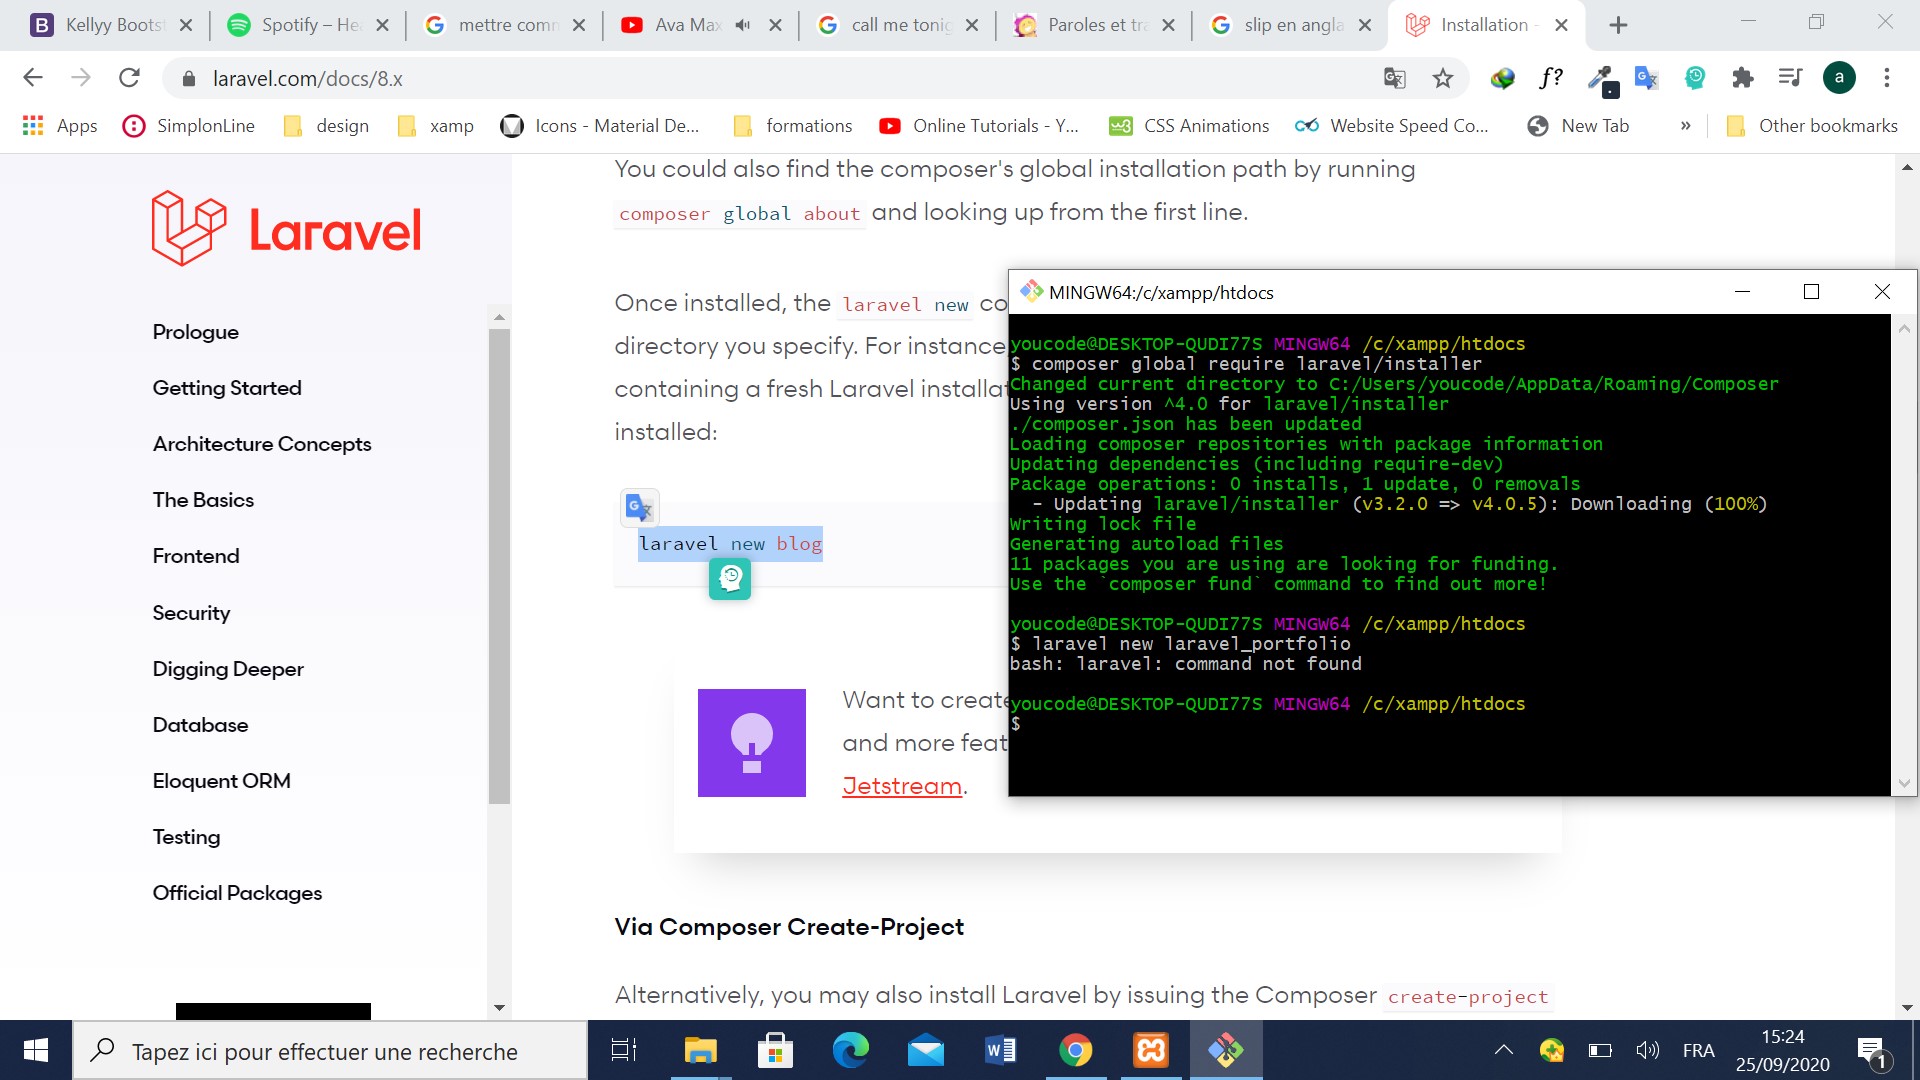 Kellyy Bootst
Spotify – He
mettre comm
Ava Max
call me tonig
Paroles et tra
slip en angla
Installation -
laravel.com/docs/8.x
f?
a
Apps
SimplonLine
design
xamp
Icons - Material De...
formations
Online Tutorials - Y...
CSS Animations
Website Speed Co...
New Tab
»
Other bookmarks
Laravel
Prologue
Getting Started
Architecture Concepts
The Basics
Frontend
Security
Digging Deeper
Database
Eloquent ORM
Testing
Official Packages
You could also find the composer's global installation path by running
composer global about and looking up from the first line.
Once installed, the laravel new co
directory you specify. For instance
containing a fresh Laravel installat
installed:
laravel new blog
Want to create
and more feat
Jetstream.
Via Composer Create-Project
Alternatively, you may also install Laravel by issuing the Composer create-project
MINGW64:/c/xampp/htdocs
youcode@DESKTOP-QUDI77S MINGW64 /c/xampp/htdocs
$ composer global require laravel/installer
Changed current directory to C:/Users/youcode/AppData/Roaming/Composer
Using version ^4.0 for laravel/installer
./composer.json has been updated
Loading composer repositories with package information
Updating dependencies (including require-dev)
Package operations: 0 installs, 1 update, 0 removals
- Updating laravel/installer (v3.2.0 => v4.0.5): Downloading (100%)
Writing lock file
Generating autoload files
11 packages you are using are looking for funding.
Use the `composer fund` command to find out more!
youcode@DESKTOP-QUDI77S MINGW64 /c/xampp/htdocs
$ laravel new laravel_portfolio
bash: laravel: command not found
youcode@DESKTOP-QUDI77S MINGW64 /c/xampp/htdocs
$
Tapez ici pour effectuer une recherche
FRA
15:24
25/09/2020
1